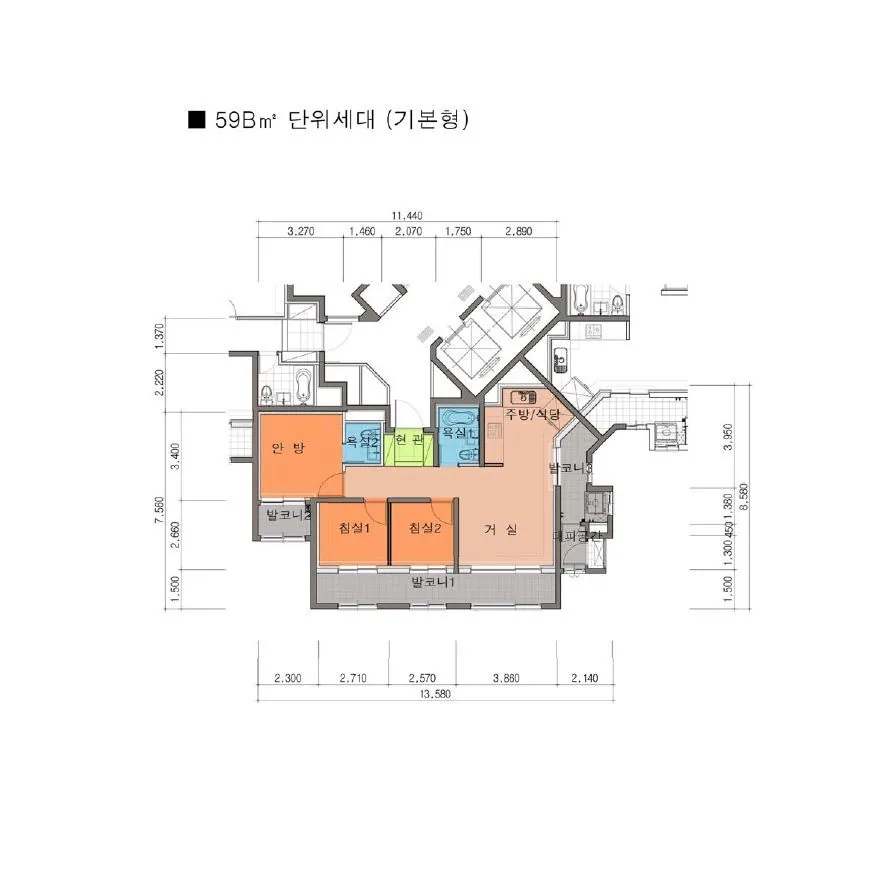 ■ 59B㎡ 단위세대 (기본형)
11,440
3,270 1,460 2,070 1,750 2,890
1,370
2,220
3,400
7,560
2,660
1,500
3,950
1,380
8,580
450
1,300
1,500
주방/식당
안 방
욕실2
현 관
욕실1
발코니3
발코니2
침실1
침실2
거 실
대피공간
발코니1
2,300 2,710 2,570 3,860 2,140
13,580